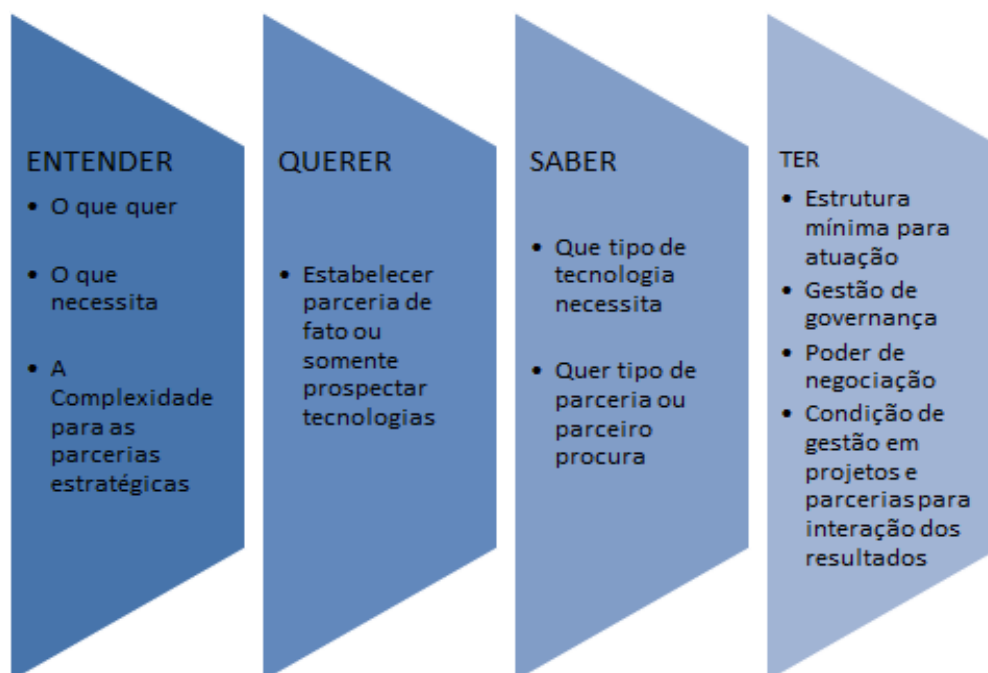 ENTENDER
• O que quer
• O que
necessita
• A
Complexidade
para as
parcerias
estratégicas
QUERER
• Estabelecer
parceria de
fato ou
somente
prospectar
tecnologias
SABER
• Que tipo de
tecnologia
necessita
• Quer tipo de
parceria ou
parceiro
procura
TER
• Estrutura
mínima para
atuação
• Gestão de
governança
• Poder de
negociação
• Condição de
gestão em
projetos e
parcerias para
interação dos
resultados